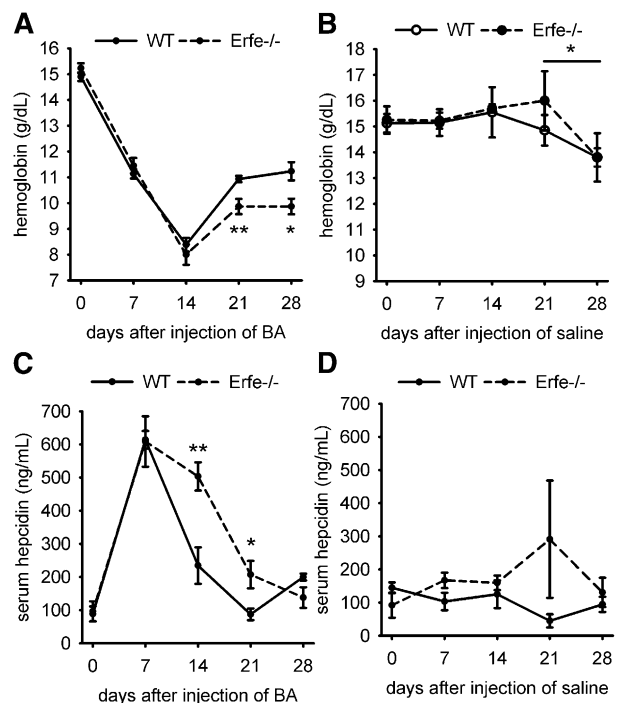 A
WT Erfe-/-
16
15
14
13
12
11
10
9
8
7
hemoglobin (g/dL)
** *
0 7 14 21 28
days after injection of BA
B
WT Erfe-/-
*
18
17
16
15
14
13
12
11
10
9
hemoglobin (g/dL)
0 7 14 21 28
days after injection of saline
C
WT Erfe-/-
700
600
500
400
300
200
100
0
serum hepcidin (ng/mL)
**
*
0 7 14 21 28
days after injection of BA
D
WT Erfe-/-
700
600
500
400
300
200
100
0
serum hepcidin (ng/mL)
0 7 14 21 28
days after injection of saline